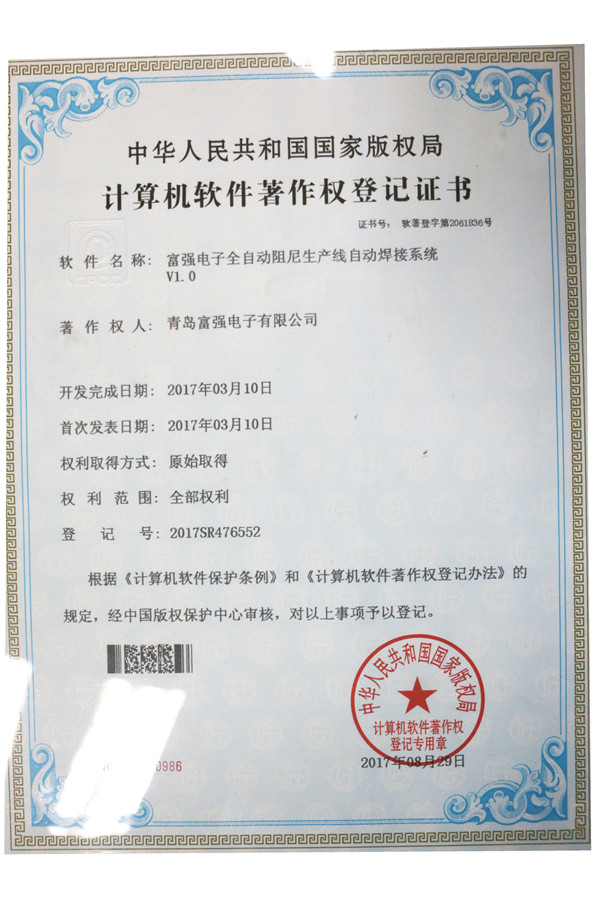 中华人民共和国国家版权局
计算机软件著作权登记证书
证书号： 软著登字第2061836号
软件名称： 富强电子全自动阻尼生产线自动焊接系统
V1.0
著作权人： 青岛富强电子有限公司
开发完成日期： 2017年03月10日
首次发表日期： 2017年03月10日
权利取得方式： 原始取得
权利范围： 全部权利
登记号： 2017SR476552
根据《计算机软件保护条例》和《计算机软件著作权登记办法》的
规定，经中国版权保护中心审核，对以上事项予以登记。
中华人民共和国国家版权局
计算机软件著作权
登记专用章
2017年08月29日
0986